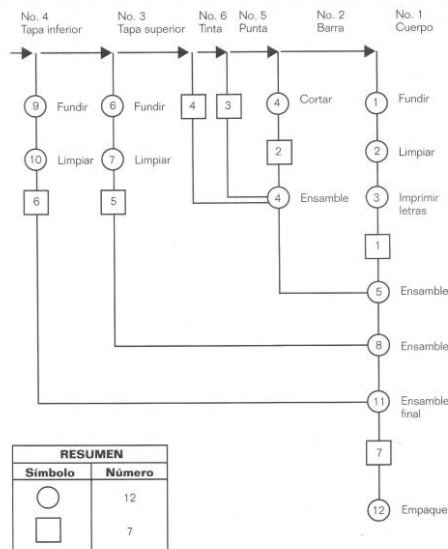 No. 4
Tapa inferior
No. 3
Tapa superior
No. 6
Tinta
No. 5
Punta
No. 2
Barra
No. 1
Cuerpo
9 Fundir
6 Fundir
4
3
4 Cortar
1 Fundir
10 Limpiar
7 Limpiar
2
2 Limpiar
6
5
4 Ensamble
3 Imprimir
letras
1
5 Ensamble
8 Ensamble
11 Ensamble
final
7
12 Empaque
RESUMEN
Símbolo Número
12
7